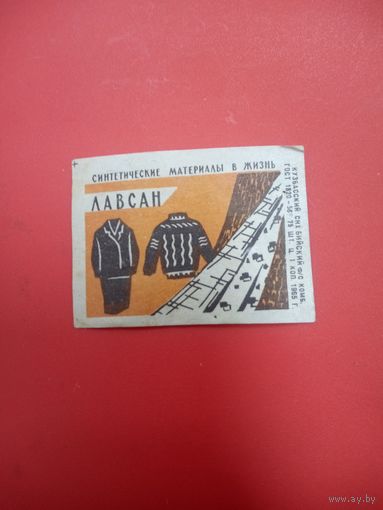 СИНТЕТИЧЕСКИЕ МАТЕРИАЛЫ В ЖИЗНЬ
ЛАВСАН
КУЗБАССКИЙ СНХ БИЙСКИЙ Ф/С КОМБ.
ГОСТ 1820-56. 75 ШТ. Ц. 1 КОП. 1965 Г.
www.ay.by